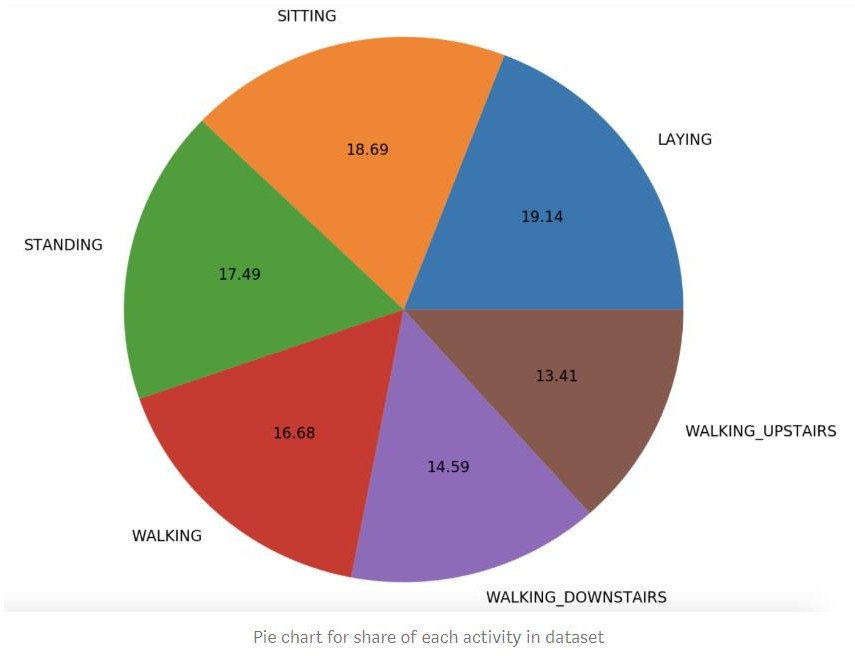 SITTING
LAYING
18.69
19.14
STANDING
17.49
13.41
WALKING_UPSTAIRS
16.68
14.59
WALKING
WALKING_DOWNSTAIRS
Pie chart for share of each activity in dataset